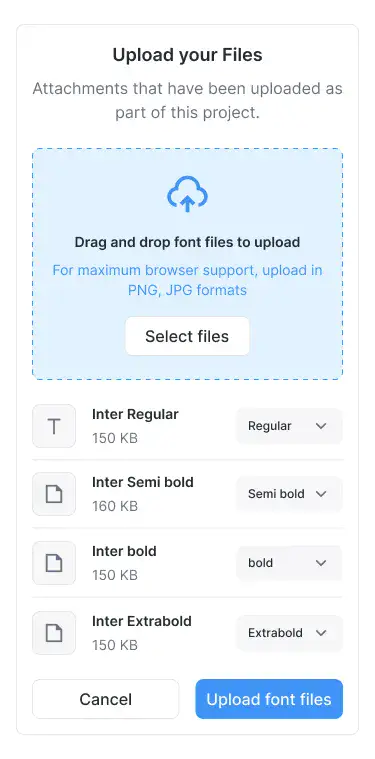 Upload your Files
Attachments that have been uploaded as
part of this project.
Drag and drop font files to upload
For maximum browser support, upload in
PNG, JPG formats
Select files
Inter Regular
150 KB
Regular
Inter Semi bold
160 KB
Semi bold
Inter bold
150 KB
bold
Inter Extrabold
150 KB
Extrabold
Cancel
Upload font files